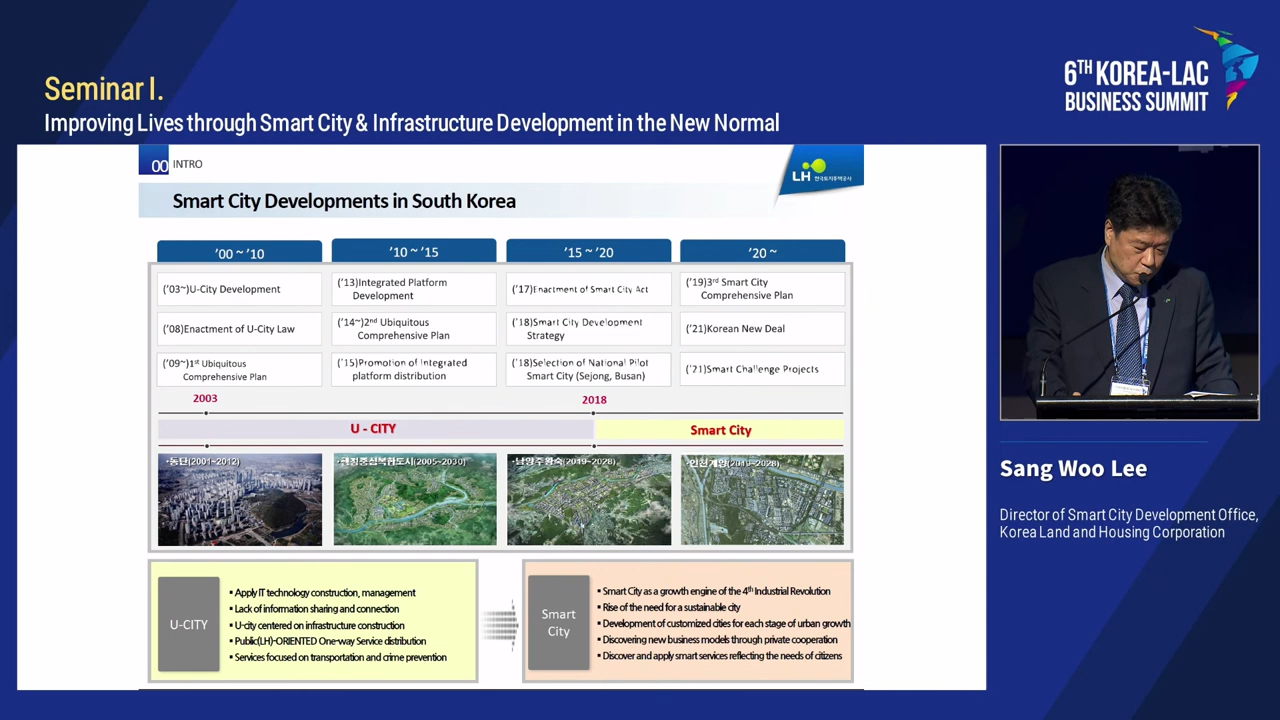 Seminar I.
Improving Lives through Smart City & Infrastructure Development in the New Normal
6TH KOREA-LAC
BUSINESS SUMMIT
00 INTRO
LH 한국토지주택공사
Smart City Developments in South Korea
'00 ~ '10
'10 ~ '15
'15 ~ '20
'20 ~
('03~)U-City Development
('08)Enactment of U-City Law
('09~)1st Ubiquitous
Comprehensive Plan
('13)Integrated Platform
Development
('14~)2nd Ubiquitous
Comprehensive Plan
('15)Promotion of Integrated
platform distribution
('17)Enactment of Smart City Act
('18)Smart City Development
Strategy
('18)Selection of National Pilot
Smart City (Sejong, Busan)
('19)3rd Smart City
Comprehensive Plan
('21)Korean New Deal
('21)Smart Challenge Projects
2003
2018
U - CITY
Smart City
•동탄(2001~2012)
•행정중심복합도시(2005~2030)
•남양주왕숙(2019~2028)
•인천계양(2019~2028)
U-CITY
▪ Apply IT technology construction, management
▪ Lack of information sharing and connection
▪ U-city centered on infrastructure construction
▪ Public(LH)-ORIENTED One-way Service distribution
▪ Services focused on transportation and crime prevention
Smart
City
▪ Smart City as a growth engine of the 4th Industrial Revolution
▪ Rise of the need for a sustainable city
▪ Development of customized cities for each stage of urban growth
▪ Discovering new business models through private cooperation
▪ Discover and apply smart services reflecting the needs of citizens
Sang Woo Lee
Director of Smart City Development Office,
Korea Land and Housing Corporation